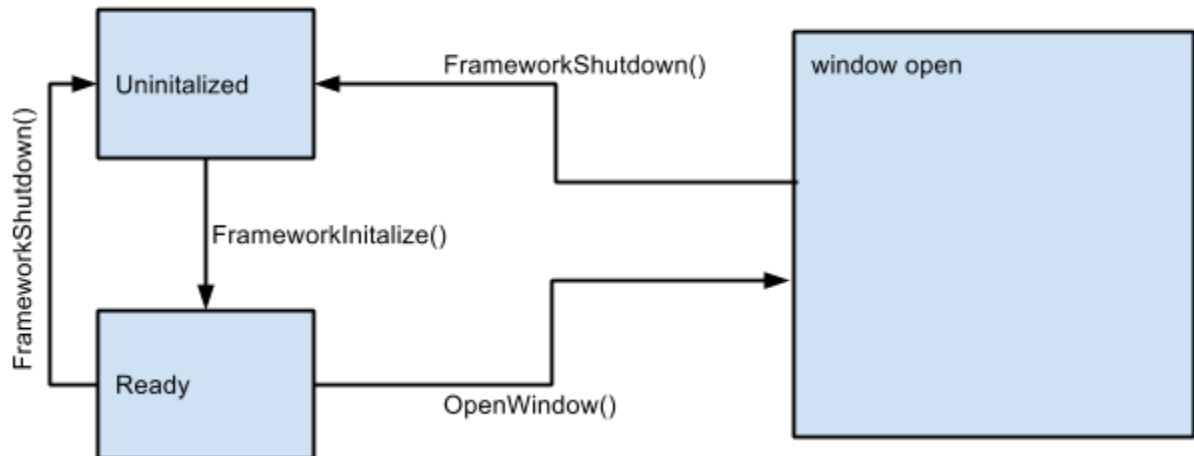 FrameworkShutdown()
window open
Uninitalized
FrameworkShutdown()
FrameworkInitalize()
Ready
OpenWindow()